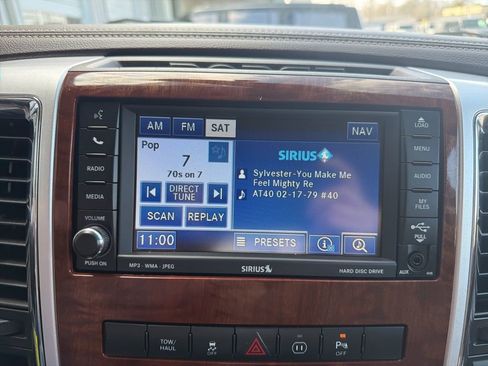 AM FM SAT NAV
Pop
7
70s on 7
DIRECT
TUNE
SCAN REPLAY
SIRIUS
Sylvester-You Make Me
Feel Mighty Re
AT40 02-17-79 #40
11:00 PRESETS
RADIO
MEDIA
VOLUME
PUSH ON
LOAD
MENU
AUDIO
MY
FILES
PULL
AUX
MP3 · WMA · JPEG SIRIUS HARD DISC DRIVE
TOW/
HAUL
OFF
OFF